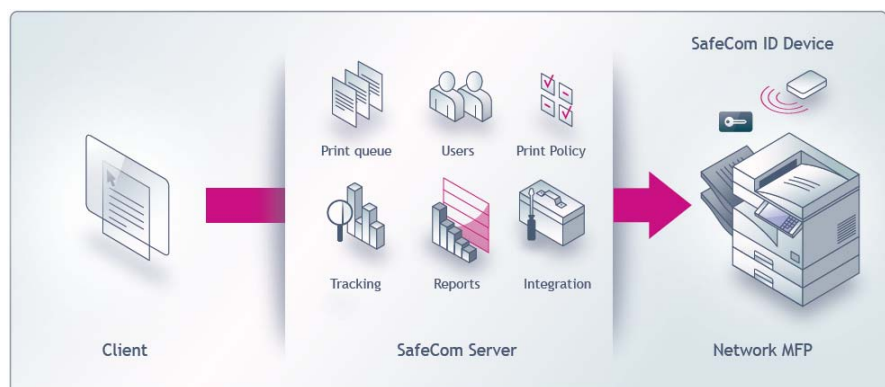 SafeCom ID Device
Print queue
Users
Print Policy
Tracking
Reports
Integration
Client
SafeCom Server
Network MFP